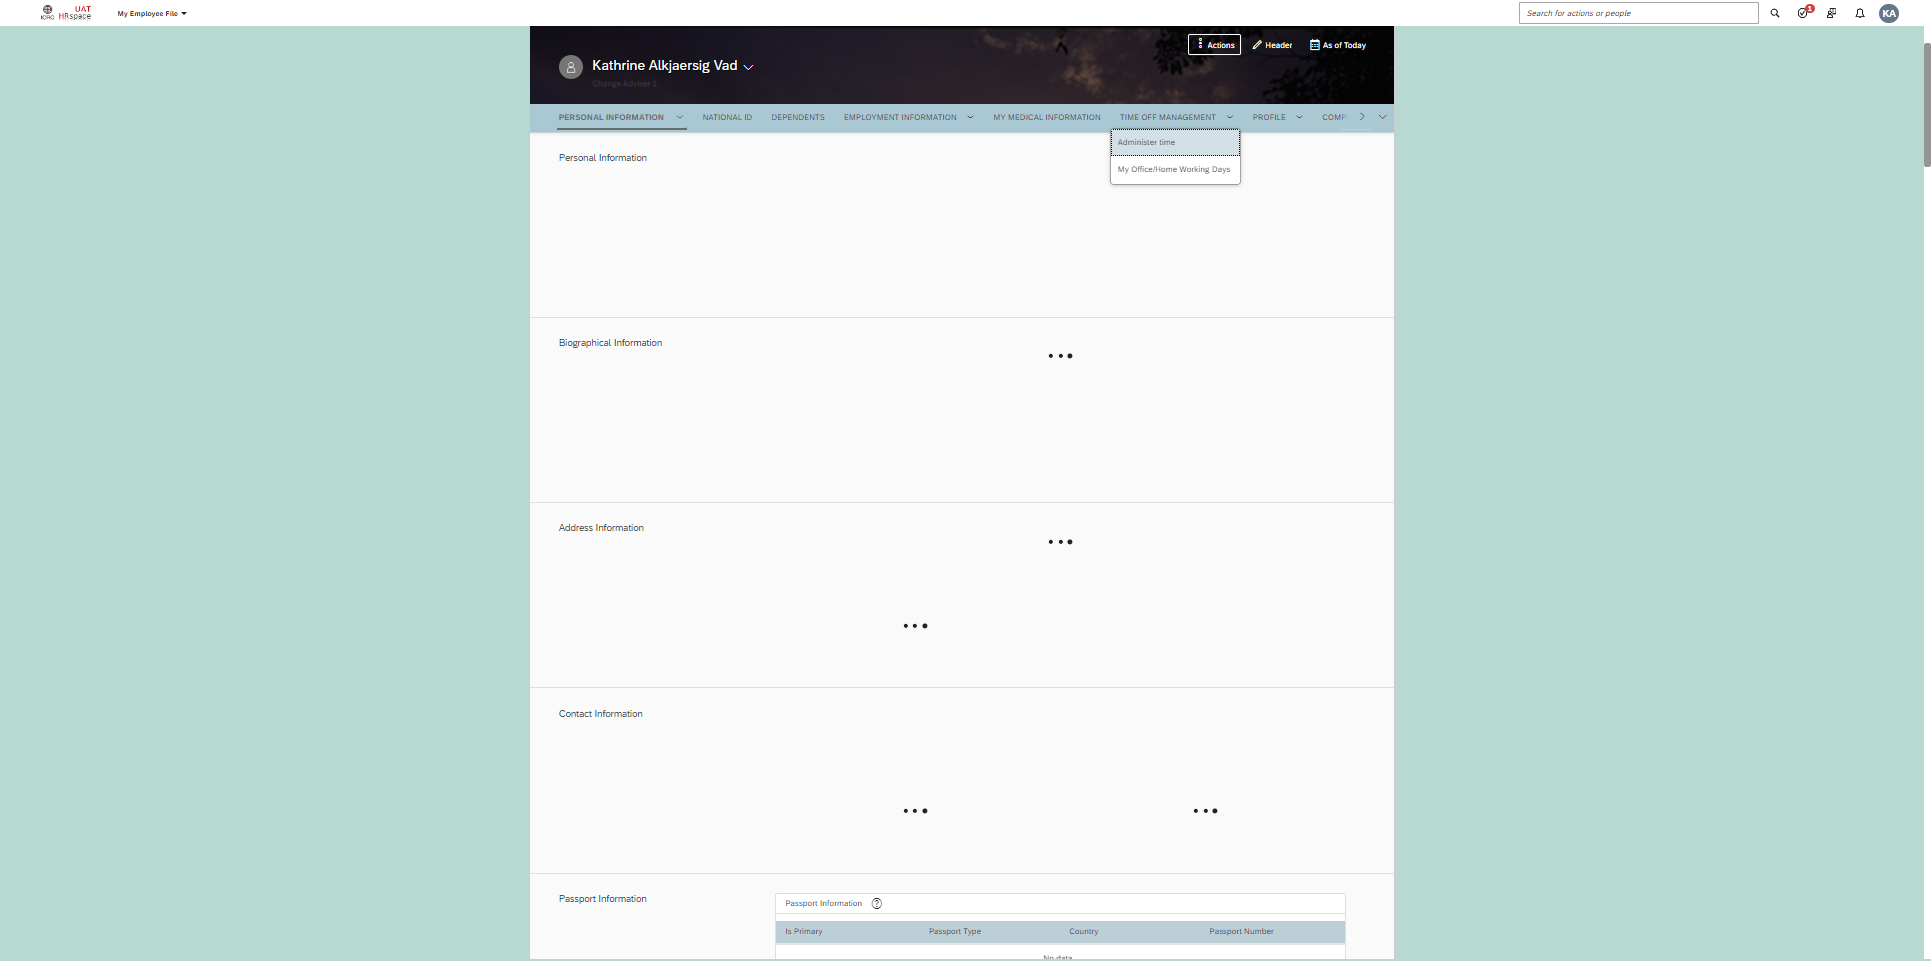 ICRC UAT
HRspace
My Employee File
Search for actions or people
1
KA
Actions
Header
As of Today
Kathrine Alkjaersig Vad
Change Adviser 1
PERSONAL INFORMATION
NATIONAL ID
DEPENDENTS
EMPLOYMENT INFORMATION
MY MEDICAL INFORMATION
TIME OFF MANAGEMENT
PROFILE
COMP
Administer time
My Office/Home Working Days
Personal Information
Biographical Information
Address Information
Contact Information
Passport Information
Passport Information
Is Primary
Passport Type
Country
Passport Number
No data